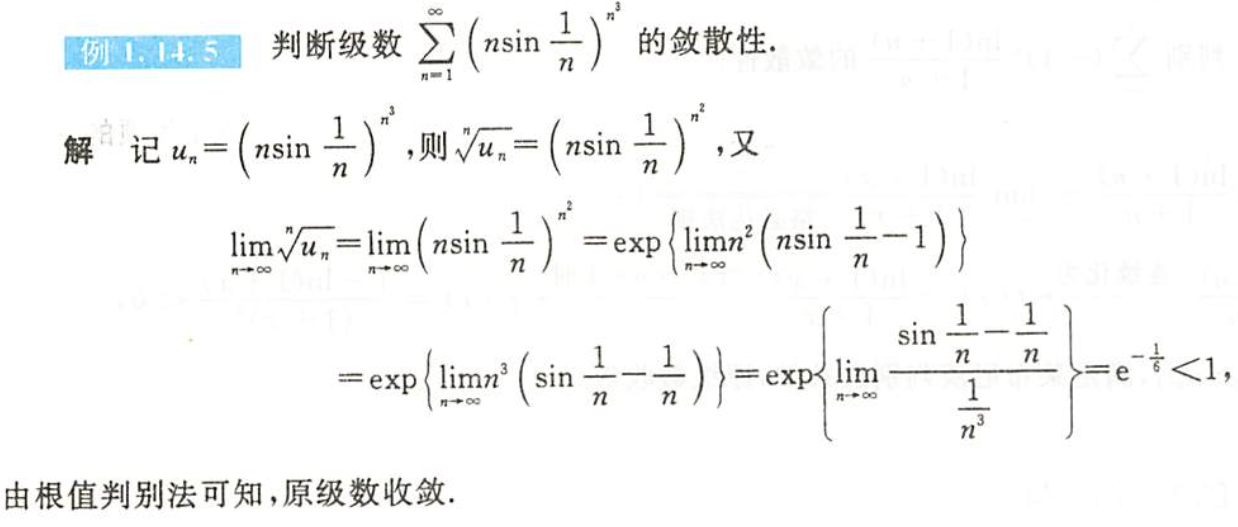 例 1.14.5 判断级数 $\sum_{n=1}^{\infty}\left(n\sin\frac{1}{n}\right)^{n^3}$ 的敛散性.
解 记 $u_n=\left(n\sin\frac{1}{n}\right)^{n^3}$,则 $\sqrt[n]{u_n}=\left(n\sin\frac{1}{n}\right)^{n^2}$,又
$\lim_{n\to\infty}\sqrt[n]{u_n}=\lim_{n\to\infty}\left(n\sin\frac{1}{n}\right)^{n^2}=\exp\left\{\lim_{n\to\infty}n^2\left(n\sin\frac{1}{n}-1\right)\right\}$
$=\exp\left\{\lim_{n\to\infty}n^3\left(\sin\frac{1}{n}-\frac{1}{n}\right)\right\}=\exp\left\{\lim_{n\to\infty}\frac{\sin\frac{1}{n}-\frac{1}{n}}{\frac{1}{n^3}}\right\}=e^{-\frac{1}{6}}<1,$
由根值判别法可知,原级数收敛.